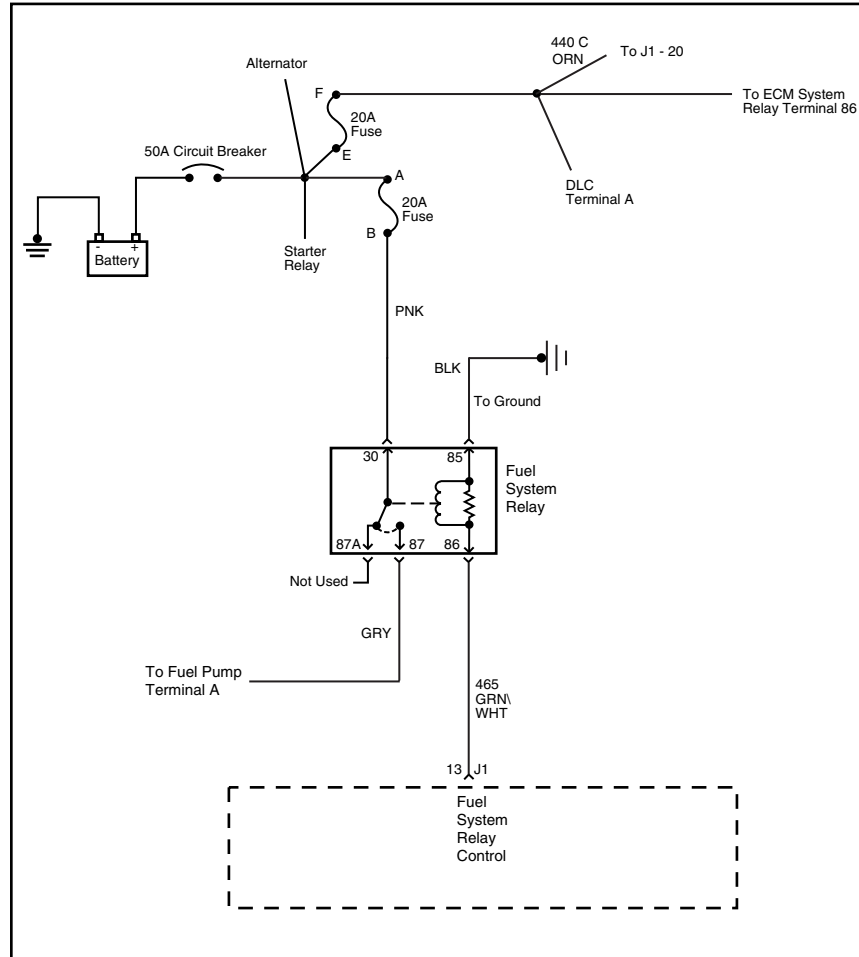 440 C
ORN
To J1 - 20
Alternator
F
To ECM System
Relay Terminal 86
20A
Fuse
50A Circuit Breaker
E
A
DLC
Terminal A
20A
Fuse
B
Starter
Relay
- +
Battery
PNK
BLK
To Ground
30
85
Fuel
System
Relay
87A
87
86
Not Used
GRY
To Fuel Pump
Terminal A
465
GRN\
WHT
13 J1
Fuel
System
Relay
Control